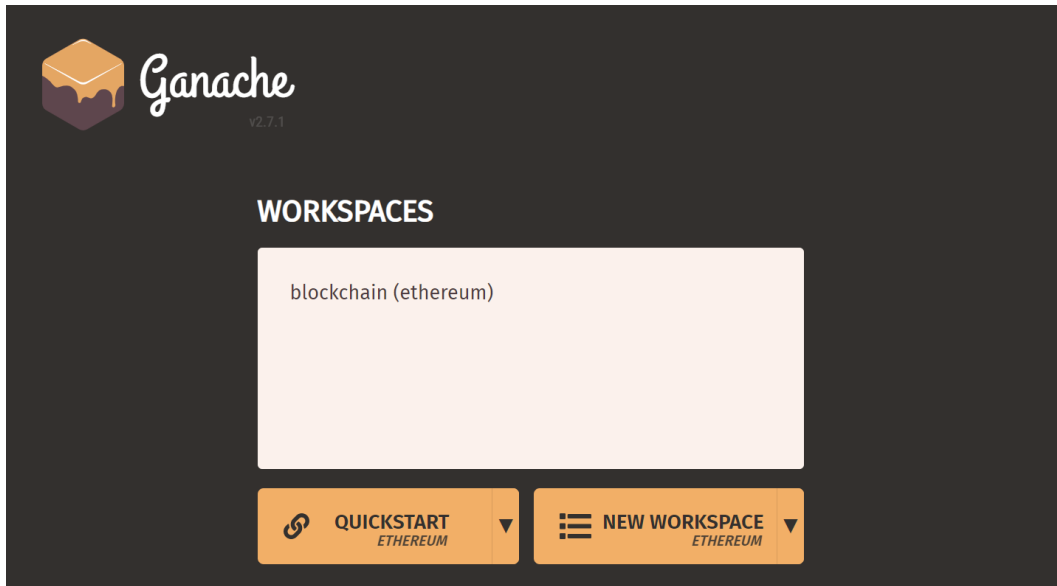 Ganache
v2.7.1
WORKSPACES
blockchain (ethereum)
QUICKSTART
ETHEREUM
▼
NEW WORKSPACE
ETHEREUM
▼